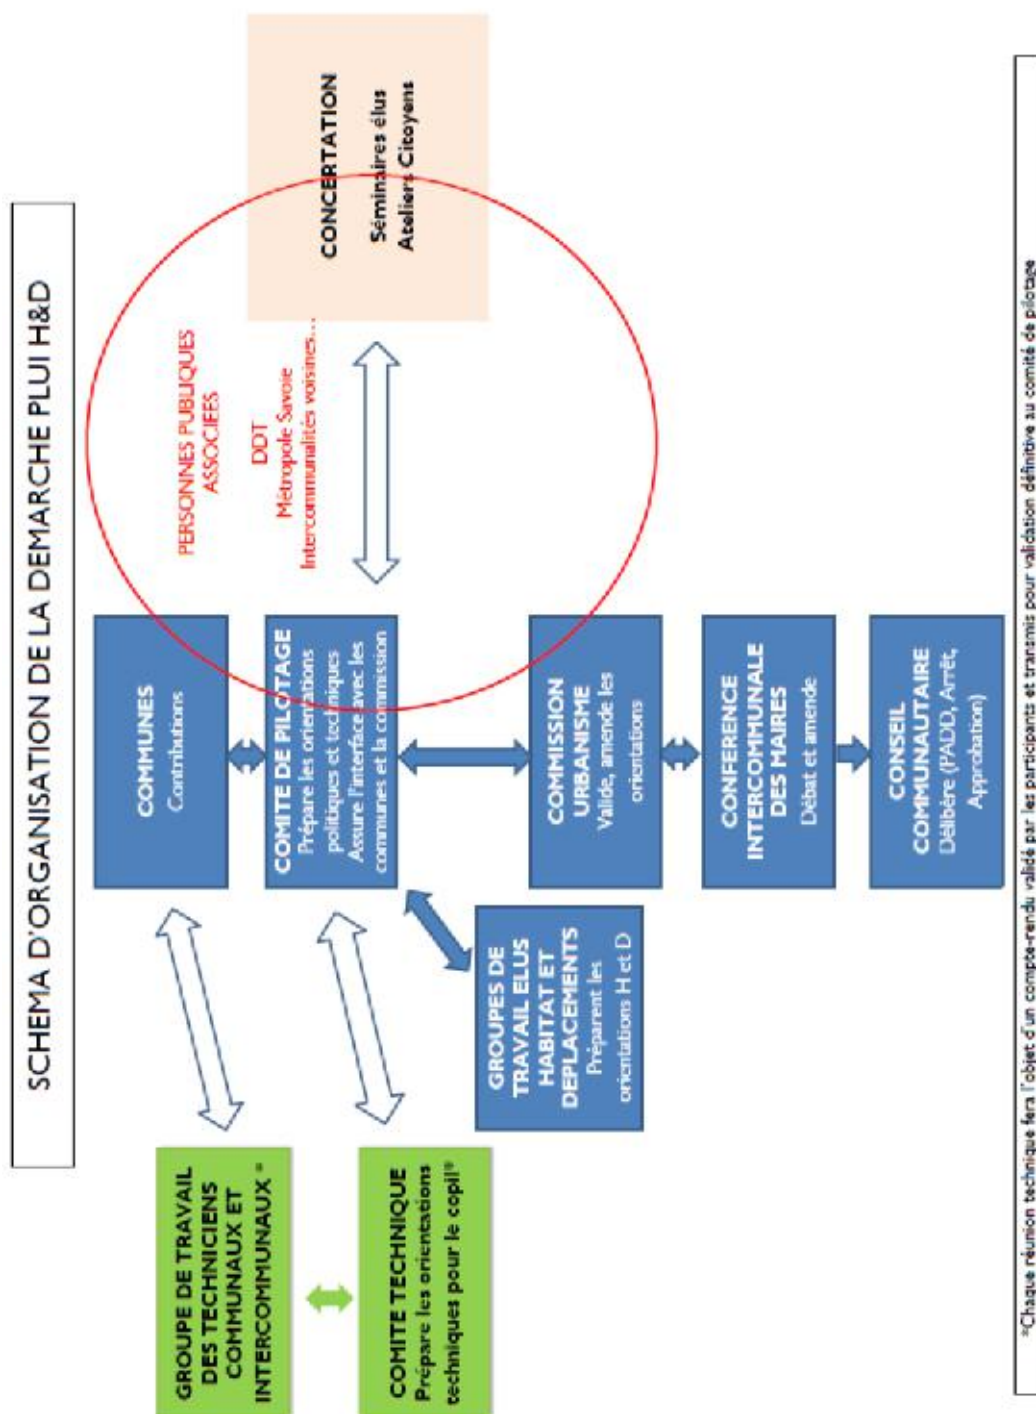 SCHEMA D'ORGANISATION DE LA DEMARCHE PLUI H&D
GROUPE DE TRAVAIL
DES TECHNICIENS
COMMUNAUX ET
INTERCOMMUNAUX *
COMITE TECHNIQUE
Prépare les orientations
techniques pour le copil*
COMMUNES
Contributions
COMITE DE PILOTAGE
Prépare les orientations
politiques et techniques
Assure l'interface avec les
communes et la commission
GROUPES DE
TRAVAIL ELUS
HABITAT ET
DEPLACEMENTS
Préparent les
orientations H et D
COMMISSION
URBANISME
Valide, amende les
orientations
CONFERENCE
INTERCOMMUNALE
DES MAIRES
Débat et amende
CONSEIL
COMMUNAUTAIRE
Délibère (PADD, Arrêt,
Approbation)
PERSONNES PUBLIQUES
ASSOCIEES
DDT
Métropole Savoie
Intercommunalités voisines...
CONCERTATION
Séminaires élus
Ateliers Citoyens
*Chaque réunion technique fera l'objet d'un compte-rendu validé par les participants et transmis pour validation définitive au comité de pilotage